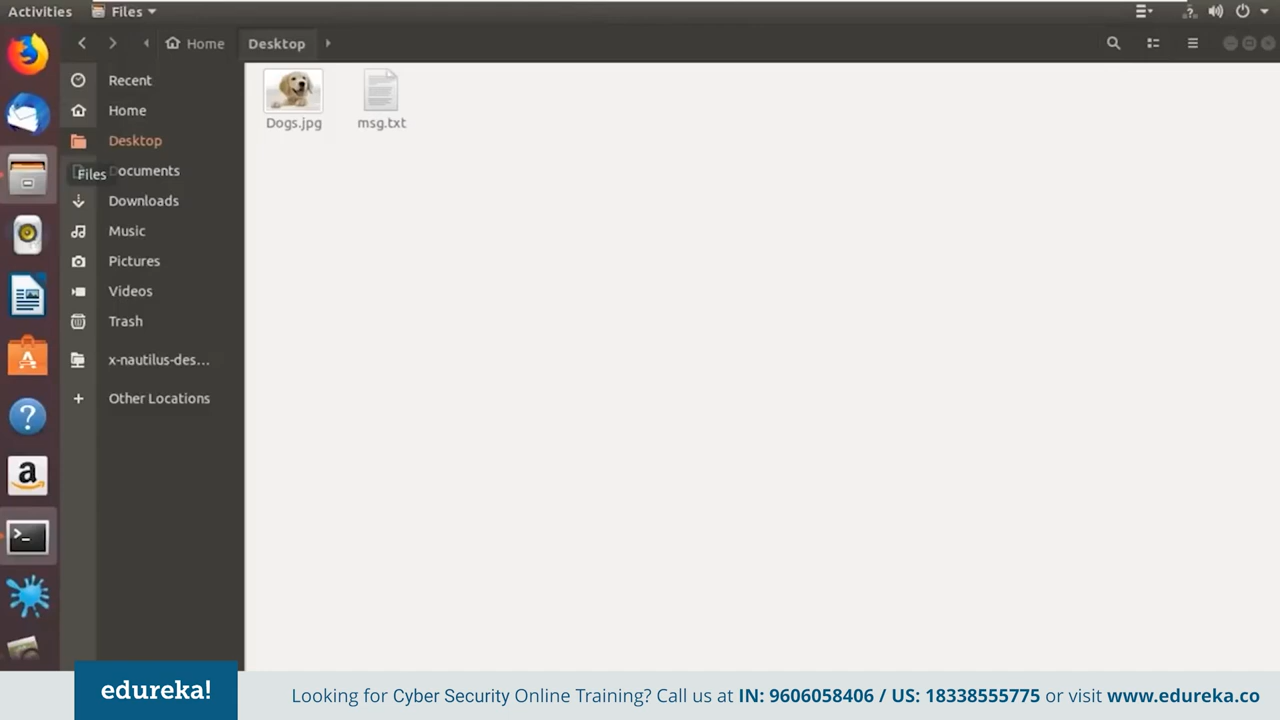 Activities Files
Home Desktop
Recent
Home
Desktop
Documents
Files
Downloads
Music
Pictures
Videos
Trash
x-nautilus-des...
Other Locations
Dogs.jpg msg.txt
edureka!
Looking for Cyber Security Online Training? Call us at IN: 9606058406 / US: 18338555775 or visit www.edureka.co